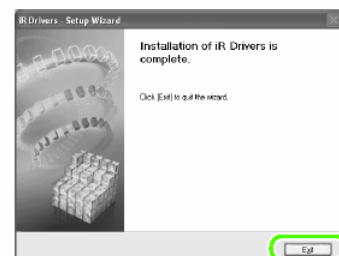 iR Drivers - Setup Wizard
Installation of iR Drivers is
complete.
Click [Exit] to quit the wizard.
Exit